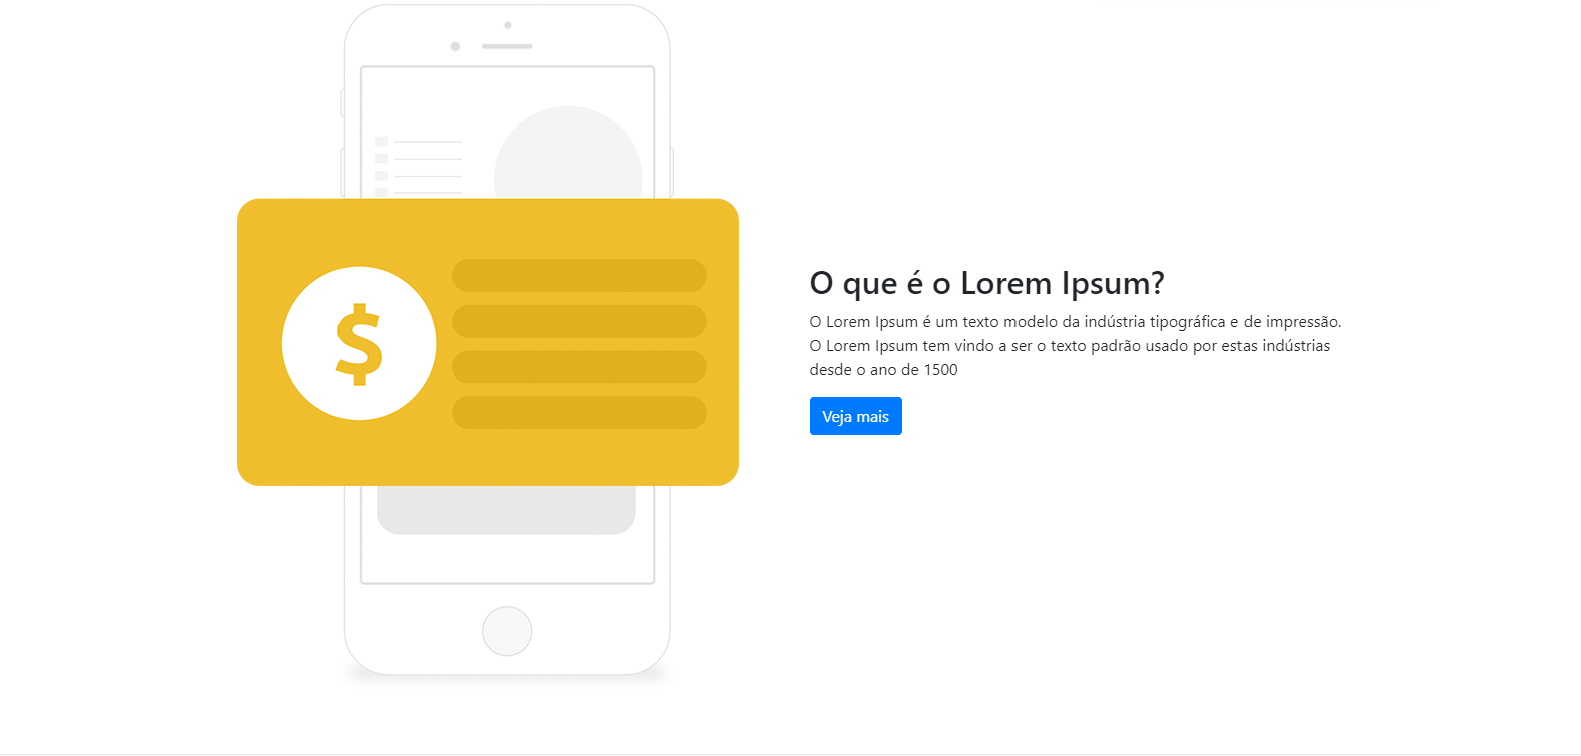 $
O que é o Lorem Ipsum?
O Lorem Ipsum é um texto modelo da indústria tipográfica e de impressão.
O Lorem Ipsum tem vindo a ser o texto padrão usado por estas indústrias
desde o ano de 1500
Veja mais